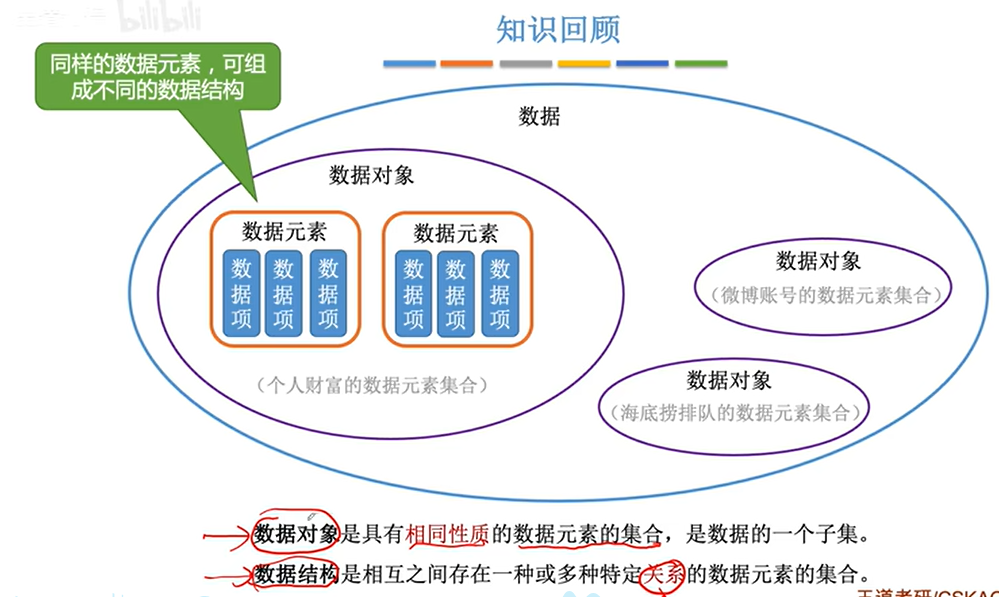 bilibili
知识回顾
同样的数据元素，可组
成不同的数据结构
数据
数据对象
数据元素
数据项
数据项
数据项
数据元素
数据项
数据项
数据项
（个人财富的数据元素集合）
数据对象
（微博账号的数据元素集合）
数据对象
（海底捞排队的数据元素集合）
数据对象是具有相同性质的数据元素的集合，是数据的一个子集。
数据结构是相互之间存在一种或多种特定关系的数据元素的集合。
王道考研/CSKAO